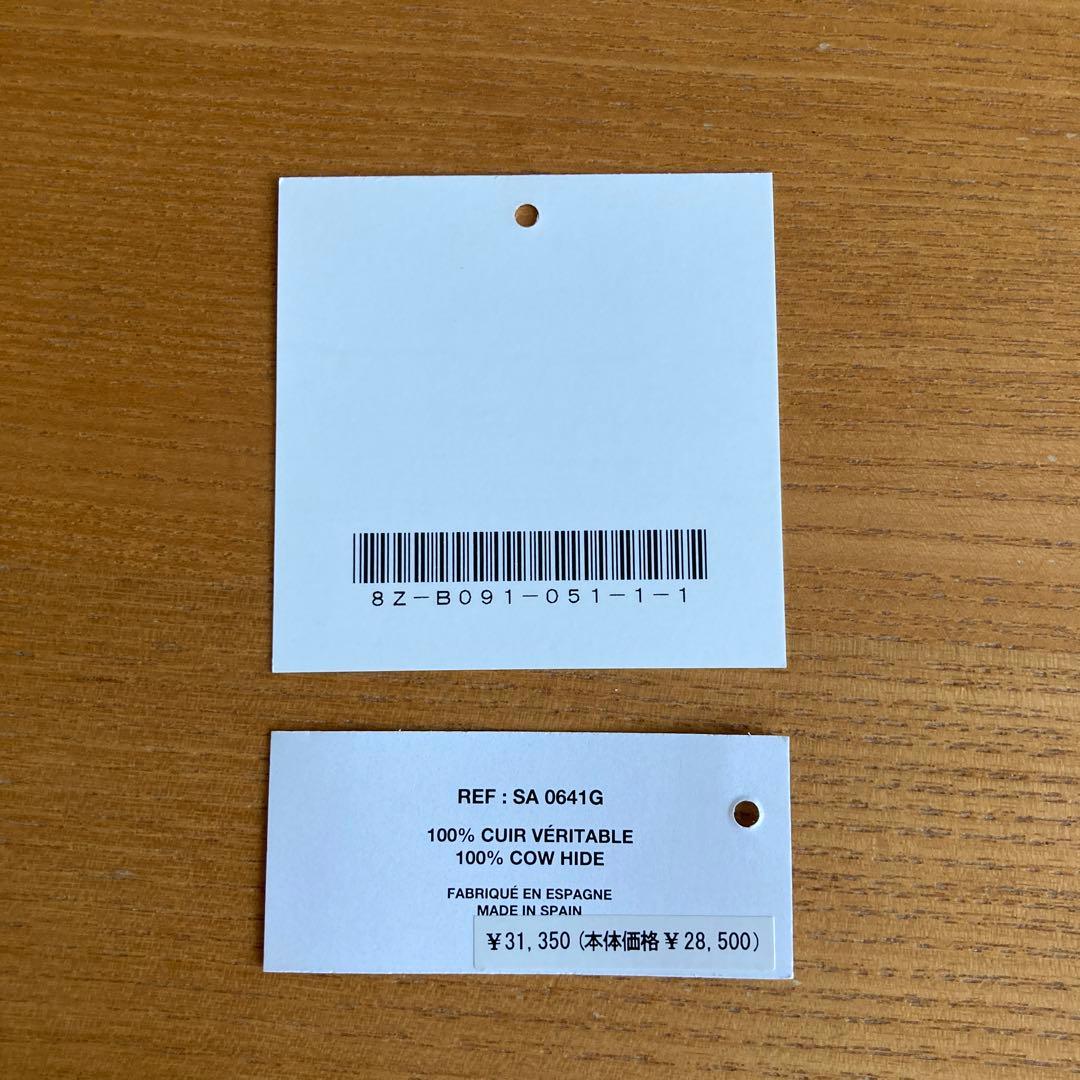 8Z-B091-051-1-1
REF : SA 0641G
100% CUIR VÉRITABLE
100% COW HIDE
FABRIQUÉ EN ESPAGNE
MADE IN SPAIN
¥31,350 (本体価格¥28,500)